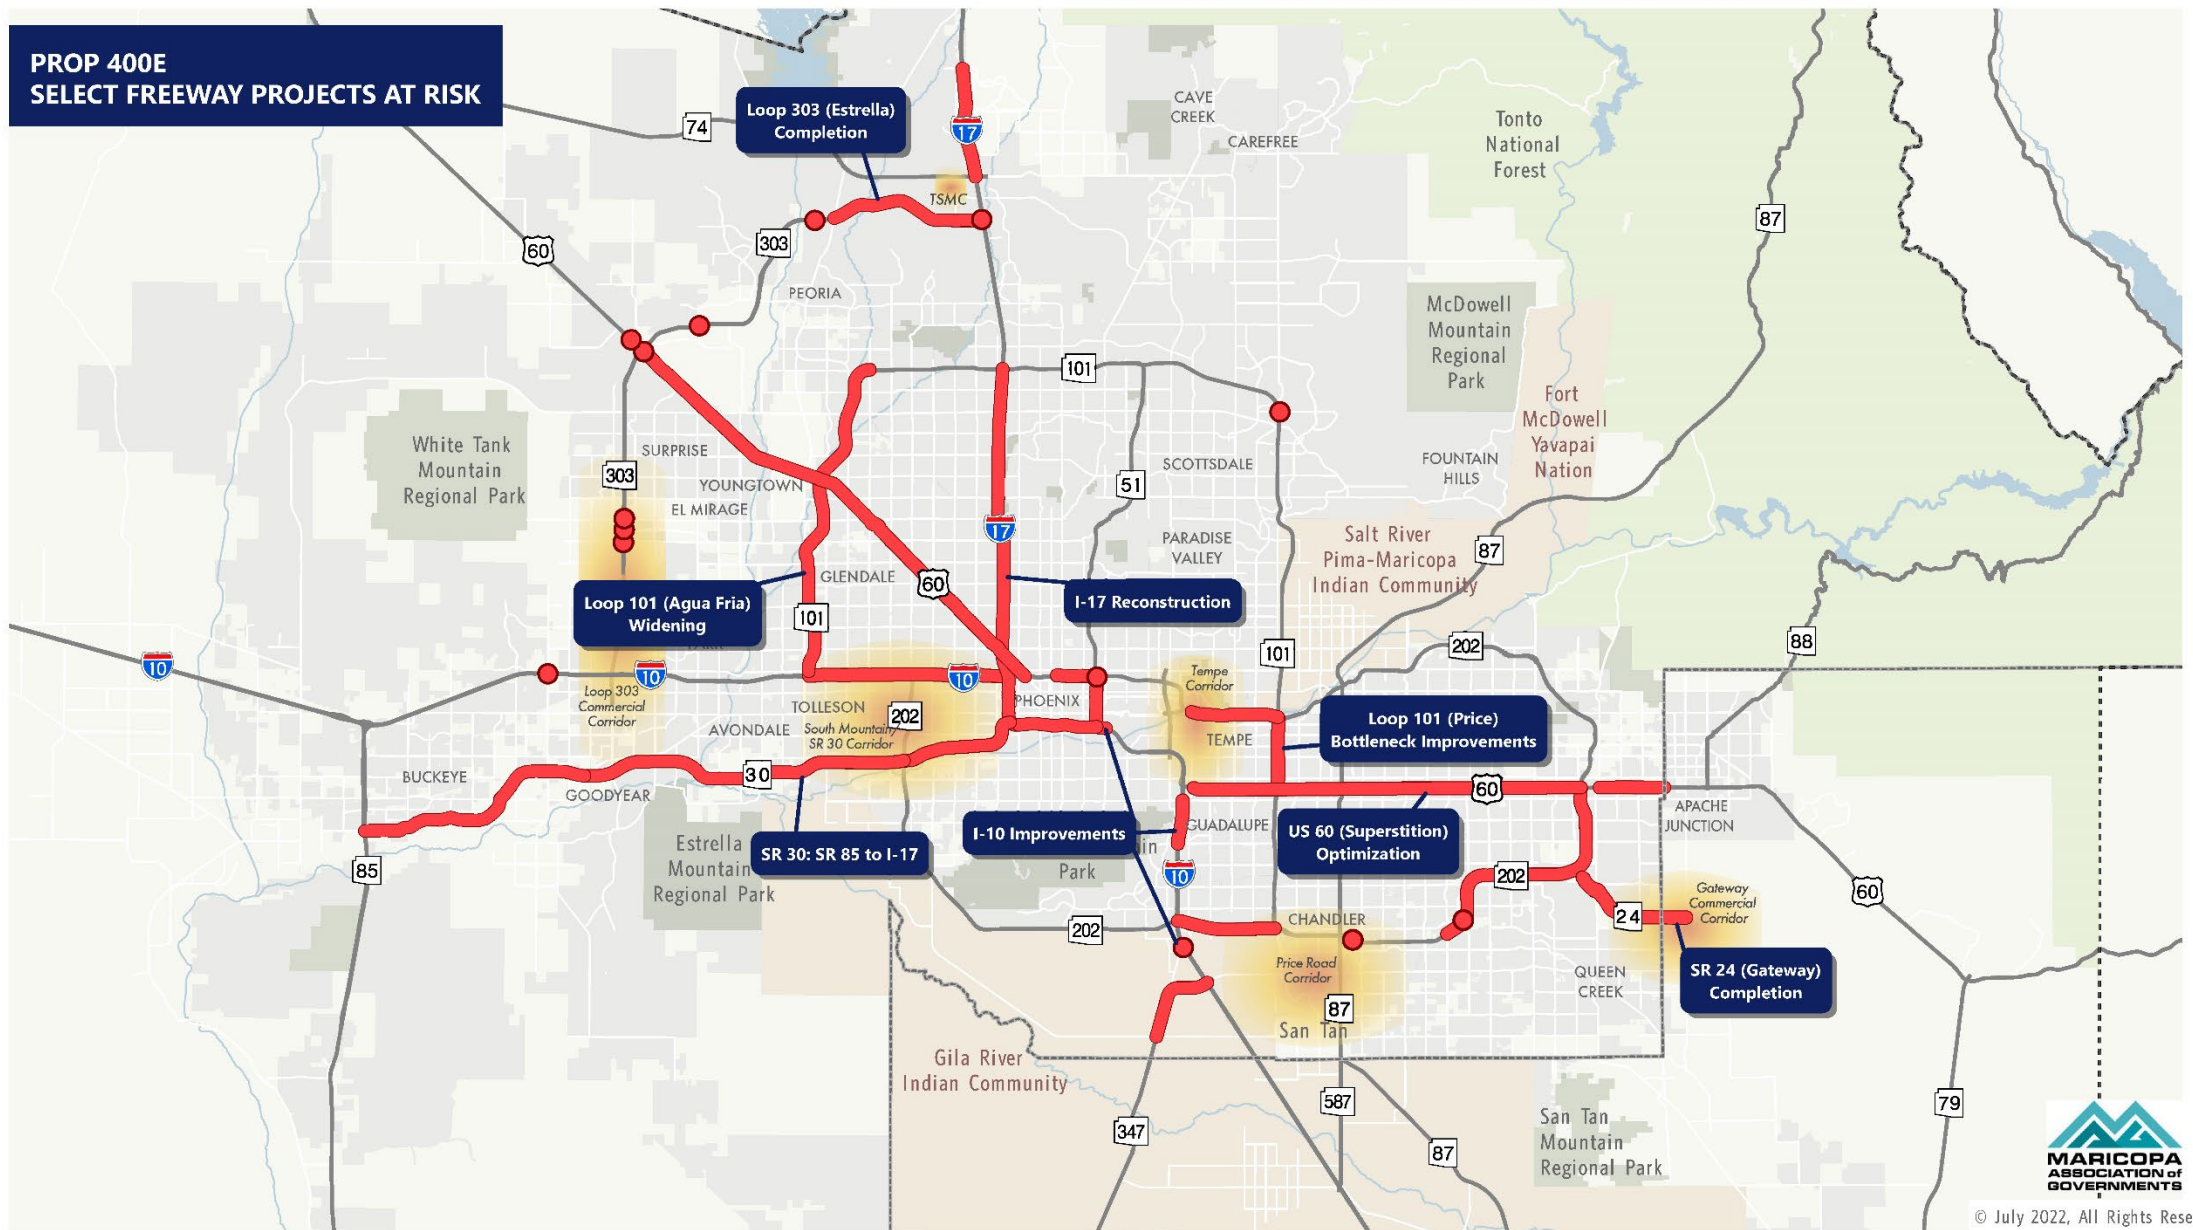 PROP 400E
SELECT FREEWAY PROJECTS AT RISK
Loop 303 (Estrella)
Completion
74
17
CAVE
CREEK
CAREFREE
Tonto
National
Forest
TSMC
87
303
60
PEORIA
McDowell
Mountain
Regional
Park
101
Fort
McDowell
Yavapai
Nation
White Tank
Mountain
Regional Park
SURPRISE
303
YOUNGTOWN
EL MIRAGE
51
SCOTTSDALE
FOUNTAIN
HILLS
17
PARADISE
VALLEY
Salt River
Pima-Maricopa
Indian Community
87
GLENDALE
60
Loop 101 (Agua Fria)
Widening
101
I-17 Reconstruction
PARK
10
10
10
101
202
88
Loop 303
Commercial
Corridor
Tempe
Corridor
TOLLESON
AVONDALE
South Mountain/
SR 30 Corridor
202
PHOENIX
TEMPE
Loop 101 (Price)
Bottleneck Improvements
BUCKEYE
GOODYEAR
30
60
APACHE
JUNCTION
I-10 Improvements
GUADALUPE
US 60 (Superstition)
Optimization
Estrella
Mountain
Regional Park
SR 30: SR 85 to I-17
in
Park
85
10
202
60
Gateway
Commercial
Corridor
24
202
CHANDLER
Price Road
Corridor
QUEEN
CREEK
SR 24 (Gateway)
Completion
87
San Tan
Gila River
Indian Community
587
347
87
San Tan
Mountain
Regional Park
79
MARICOPA
ASSOCIATION of
GOVERNMENTS
© July 2022, All Rights Rese